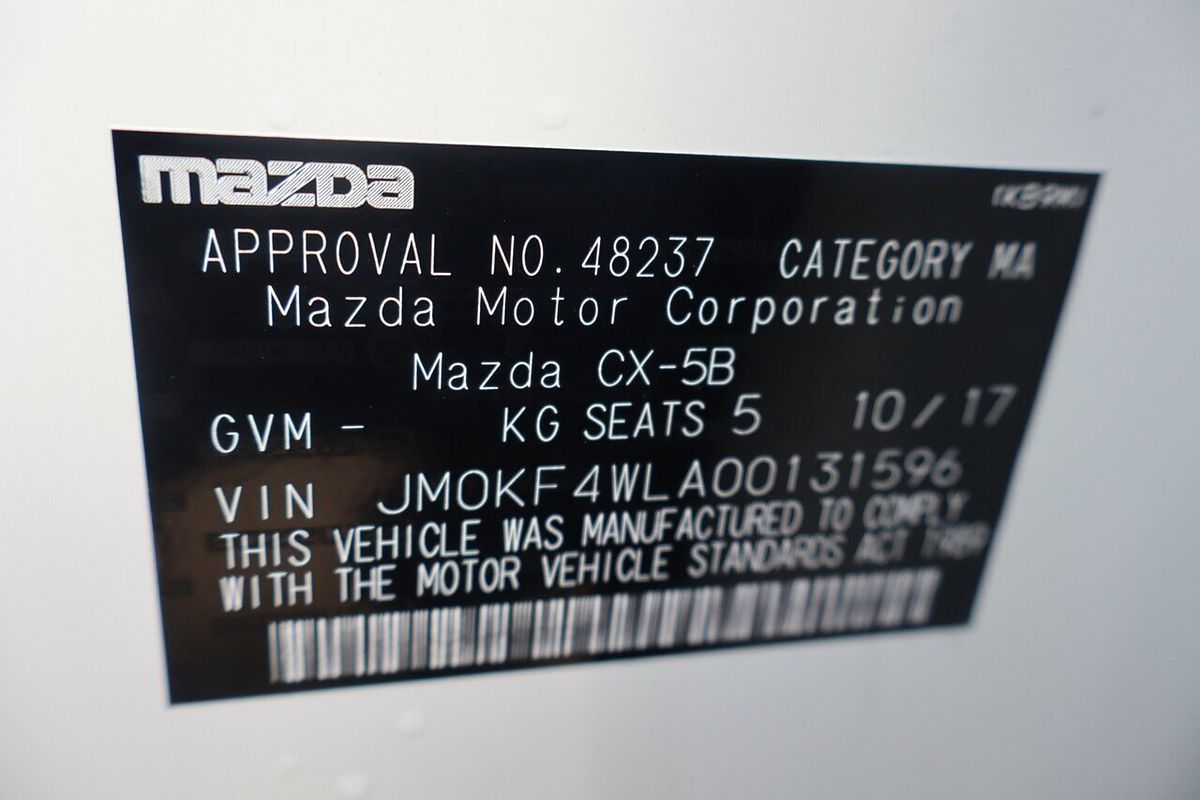 mazda
APPROVAL NO. 48237 CATEGORY MA
Mazda Motor Corporation
Mazda CX-5B
GVM - KG SEATS 5 10/17
VIN JM0KF4WLA00131596
THIS VEHICLE WAS MANUFACTURED TO COMPLY
WITH THE MOTOR VEHICLE STANDARDS ACT 1989